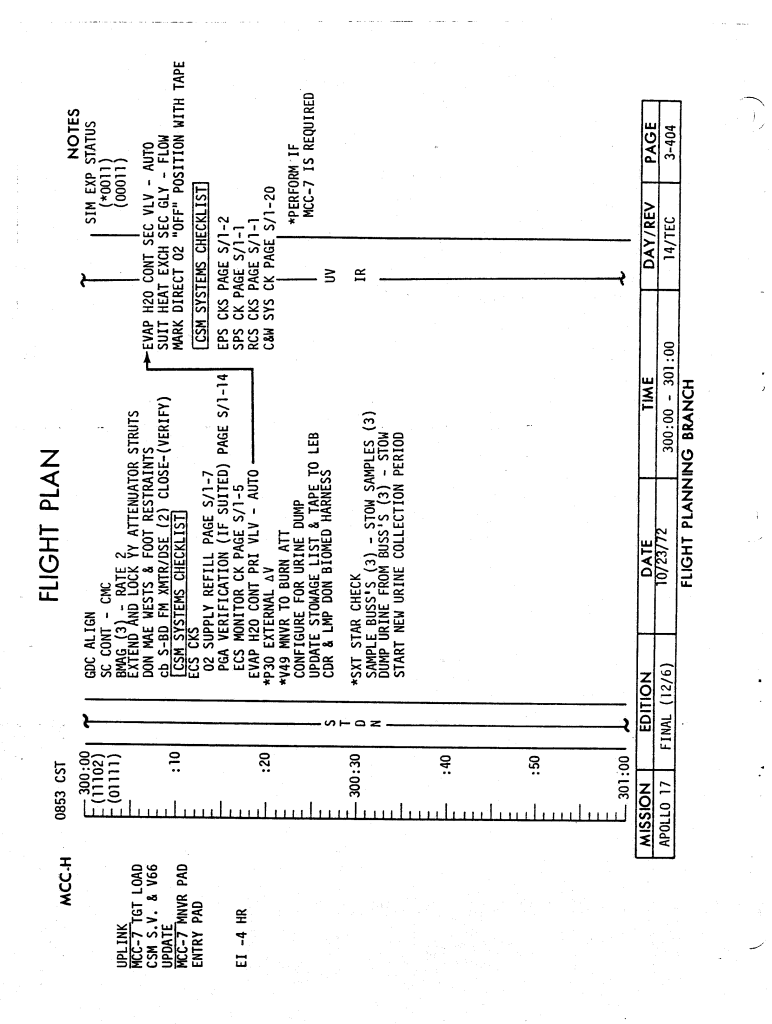 FLIGHT PLAN
MCC-H
0853 CST
NOTES
UPLINK
MCC-7 TGT LOAD
CSM S.V. & V66
UPDATE
MCC-7 MNVR PAD
ENTRY PAD
EI -4 HR
300:00
(11102)
(01111)
:10
:20
300:30
:40
:50
301:00
S
T
D
N
GDC ALIGN
SC CONT - CMC
BMAG (3) - RATE 2
EXTEND AND LOCK YY ATTENUATOR STRUTS
DON MAE WESTS & FOOT RESTRAINTS
cb S-BD FM XMTR/DSE (2) CLOSE-(VERIFY)
CSM SYSTEMS CHECKLIST
ECS CKS
O2 SUPPLY REFILL PAGE S/1-7
PGA VERIFICATION (IF SUITED) PAGE S/1-14
ECS MONITOR CK PAGE S/1-5
EVAP H2O CONT PRI VLV - AUTO
*P30 EXTERNAL ΔV
*V49 MNVR TO BURN ATT
CONFIGURE FOR URINE DUMP
UPDATE STOWAGE LIST & TAPE TO LEB
CDR & LMP DON BIOMED HARNESS
*SXT STAR CHECK
SAMPLE BUSS'S (3) - STOW SAMPLES (3)
DUMP URINE FROM BUSS'S (3) - STOW
START NEW URINE COLLECTION PERIOD
SIM EXP STATUS
(*0011)
(00011)
EVAP H2O CONT SEC VLV - AUTO
SUIT HEAT EXCH SEC GLY - FLOW
MARK DIRECT O2 "OFF" POSITION WITH TAPE
CSM SYSTEMS CHECKLIST
EPS CKS PAGE S/1-2
SPS CK PAGE S/1-1
RCS CKS PAGE S/1-1
C&W SYS CK PAGE S/1-20
UV
IR
*PERFORM IF
MCC-7 IS REQUIRED
MISSION EDITION DATE TIME DAY/REV PAGE
APOLLO 17 FINAL (12/6) 10/23/72 300:00 - 301:00 14/TEC 3-404
FLIGHT PLANNING BRANCH